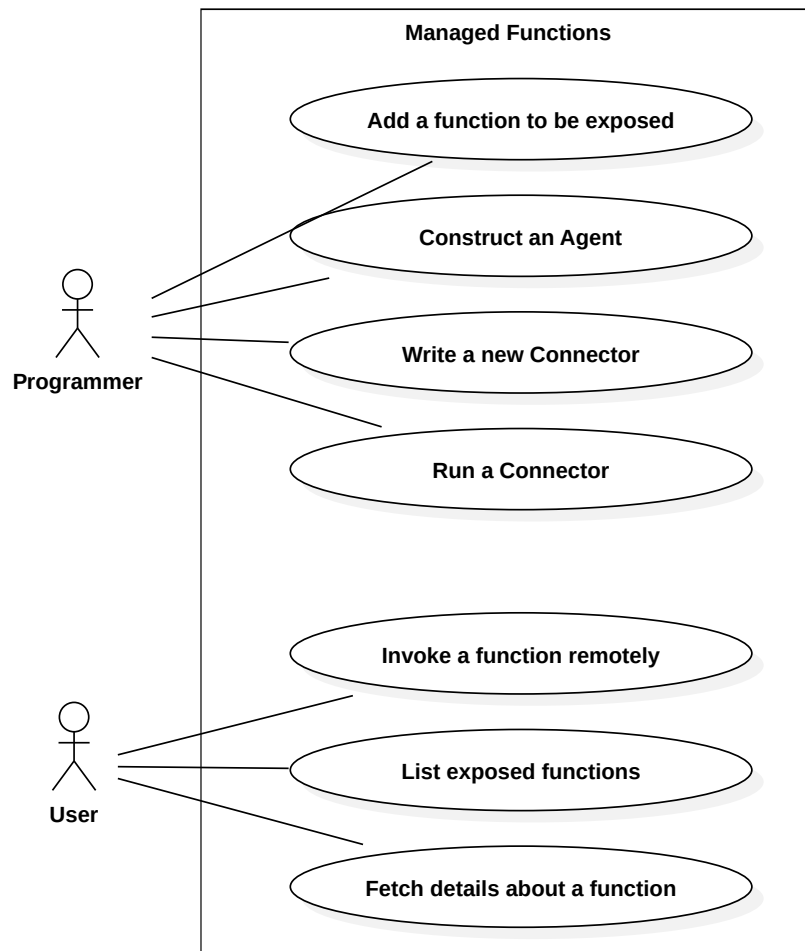 Managed Functions
Add a function to be exposed
Construct an Agent
Write a new Connector
Programmer
Run a Connector
Invoke a function remotely
List exposed functions
User
Fetch details about a function